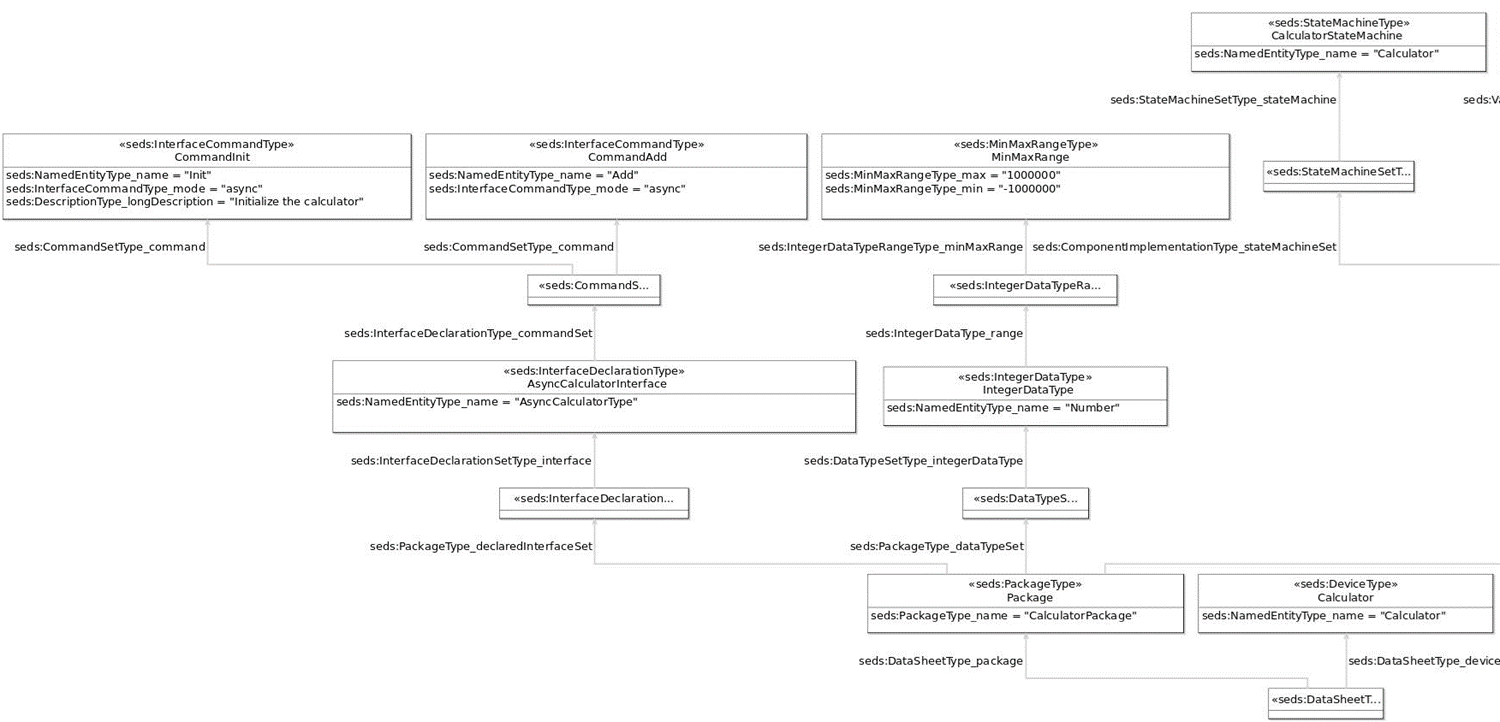 «seds:StateMachineType»
CalculatorStateMachine
seds:NamedEntityType_name = "Calculator"
seds:StateMachineSetType_stateMachine
seds:Va
«seds:InterfaceCommandType»
CommandInit
seds:NamedEntityType_name = "Init"
seds:InterfaceCommandType_mode = "async"
seds:DescriptionType_longDescription = "Initialize the calculator"
«seds:InterfaceCommandType»
CommandAdd
seds:NamedEntityType_name = "Add"
seds:InterfaceCommandType_mode = "async"
«seds:MinMaxRangeType»
MinMaxRange
seds:MinMaxRangeType_max = "1000000"
seds:MinMaxRangeType_min = "-1000000"
«seds:StateMachineSetT...
seds:CommandSetType_command
seds:CommandSetType_command
seds:IntegerDataTypeRangeType_minMaxRange
seds:ComponentImplementationType_stateMachineSet
«seds:CommandS...
«seds:IntegerDataTypeRa...
seds:InterfaceDeclarationType_commandSet
seds:IntegerDataType_range
«seds:InterfaceDeclarationType»
AsyncCalculatorInterface
seds:NamedEntityType_name = "AsyncCalculatorType"
«seds:IntegerDataType»
IntegerDataType
seds:NamedEntityType_name = "Number"
seds:InterfaceDeclarationSetType_interface
seds:DataTypeSetType_integerDataType
«seds:InterfaceDeclaration...
«seds:DataTypeS...
seds:PackageType_declaredInterfaceSet
seds:PackageType_dataTypeSet
«seds:PackageType»
Package
seds:PackageType_name = "CalculatorPackage"
«seds:DeviceType»
Calculator
seds:NamedEntityType_name = "Calculator"
seds:DataSheetType_package
seds:DataSheetType_device
«seds:DataSheetT...